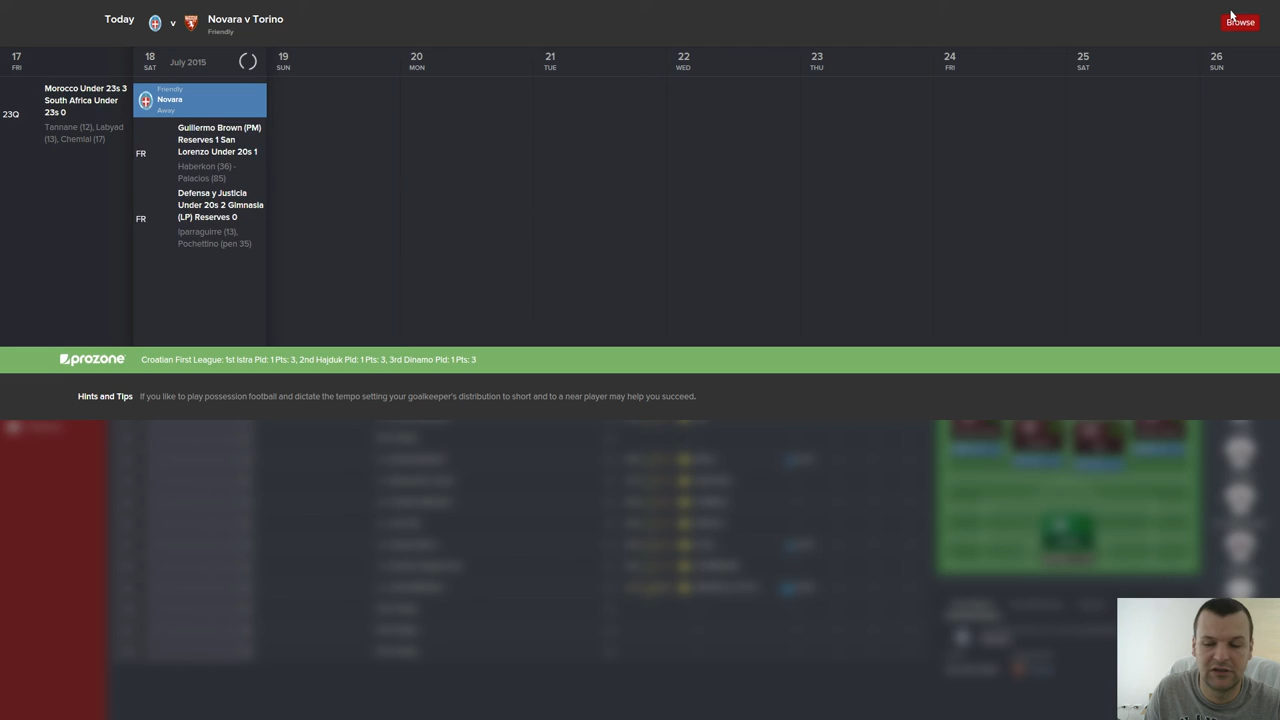 Today
v
Novara v Torino
Friendly
Browse
17
FRI
18
SAT
July 2015
19
SUN
20
MON
21
TUE
22
WED
23
THU
24
FRI
25
SAT
26
SUN
23Q
Morocco Under 23s 3
South Africa Under
23s 0
Tannane (12), Labyad
(13), Chemlal (17)
Friendly
Novara
Away
FR
Guillermo Brown (PM)
Reserves 1 San
Lorenzo Under 20s 1
Haberkon (36) -
Palacios (85)
FR
Defensa y Justicia
Under 20s 2 Gimnasia
(LP) Reserves 0
Iparraguirre (13),
Pochettino (pen 35)
prozone
Croatian First League: 1st Istra Pld: 1 Pts: 3, 2nd Hajduk Pld: 1 Pts: 3, 3rd Dinamo Pld: 1 Pts: 3
Hints and Tips If you like to play possession football and dictate the tempo setting your goalkeeper's distribution to short and to a near player may help you succeed.